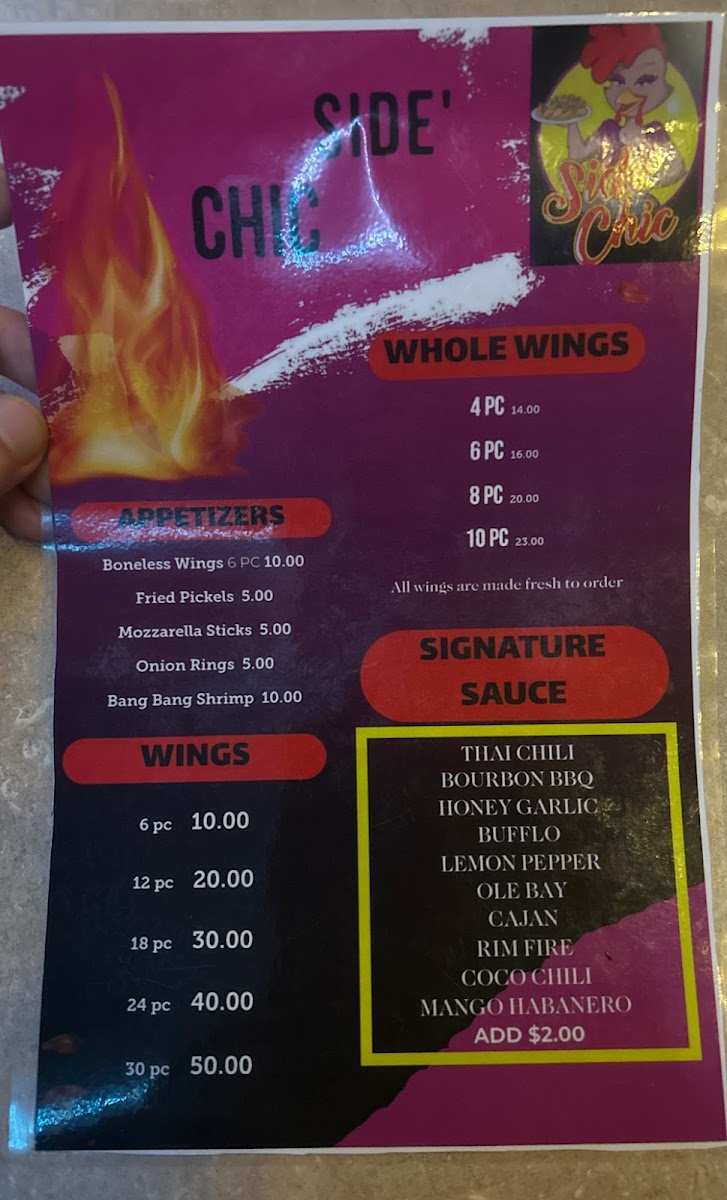 SIDE'
CHIC
Side
Chic
WHOLE WINGS
4 PC 14.00
6 PC 16.00
8 PC 20.00
10 PC 23.00
All wings are made fresh to order
APPETIZERS
Boneless Wings 6 PC 10.00
Fried Pickels 5.00
Mozzarella Sticks 5.00
Onion Rings 5.00
Bang Bang Shrimp 10.00
WINGS
6 pc 10.00
12 pc 20.00
18 pc 30.00
24 pc 40.00
30 pc 50.00
SIGNATURE
SAUCE
THAI CHILI
BOURBON BBQ
HONEY GARLIC
BUFFLO
LEMON PEPPER
OLE BAY
CAJAN
RIM FIRE
COCO CHILI
MANGO HABANERO
ADD $2.00